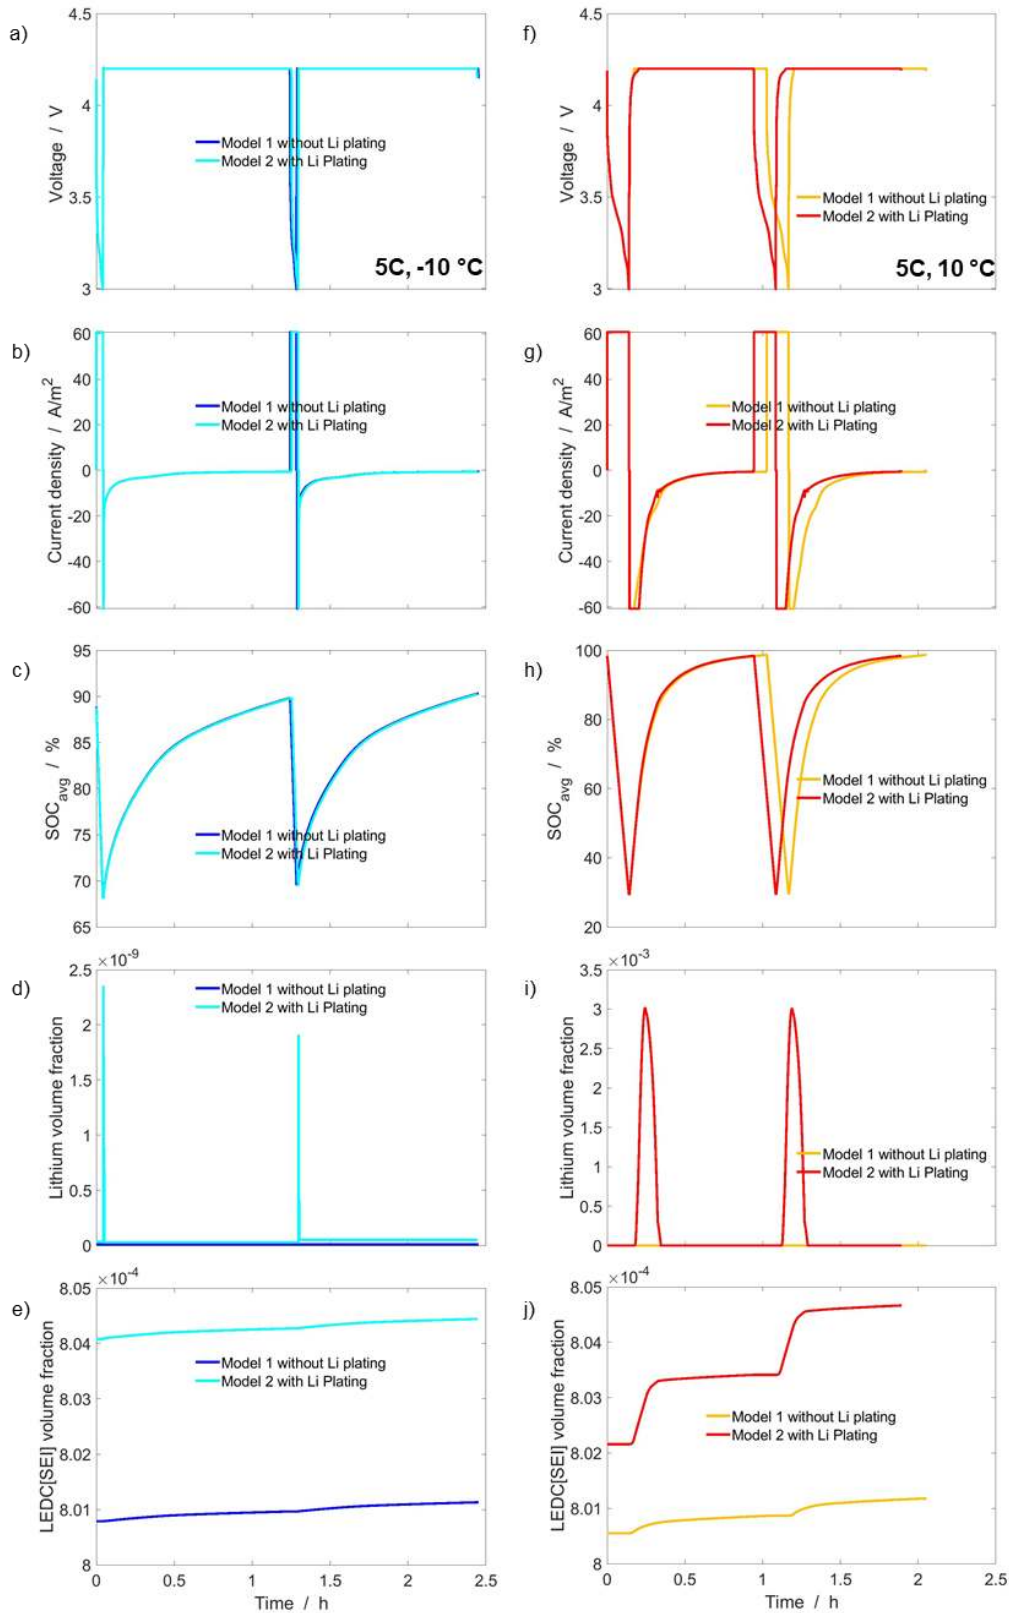 a)
4.5
4
3.5
3
Voltage / V
Model 1 without Li plating
Model 2 with Li Plating
5C, -10 °C
f)
4.5
4
3.5
3
Voltage / V
Model 1 without Li plating
Model 2 with Li Plating
5C, 10 °C
b)
60
40
20
0
-20
-40
-60
Current density / A/m²
Model 1 without Li plating
Model 2 with Li Plating
g)
60
40
20
0
-20
-40
-60
Current density / A/m²
Model 1 without Li plating
Model 2 with Li Plating
0 0.5 1 1.5 2 2.5
c)
95
90
85
80
75
70
65
SOCavg / %
Model 1 without Li plating
Model 2 with Li Plating
h)
100
80
60
40
20
SOCavg / %
Model 1 without Li plating
Model 2 with Li Plating
d)
×10-9
2.5
2
1.5
1
0.5
0
Lithium volume fraction
Model 1 without Li plating
Model 2 with Li Plating
i)
×10-3
3.5
3
2.5
2
1.5
1
0.5
0
Lithium volume fraction
Model 1 without Li plating
Model 2 with Li Plating
e)
×10-4
8.05
8.04
8.03
8.02
8.01
8
LEDC[SEI] volume fraction
Model 1 without Li plating
Model 2 with Li Plating
0 0.5 1 1.5 2 2.5
Time / h
j)
×10-4
8.05
8.04
8.03
8.02
8.01
8
LEDC[SEI] volume fraction
Model 1 without Li plating
Model 2 with Li Plating
0 0.5 1 1.5 2 2.5
Time / h